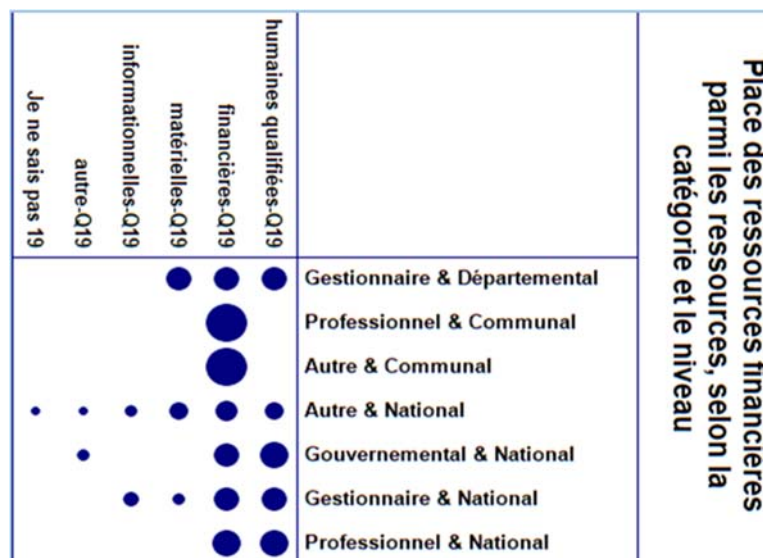 Place des ressources financières
parmi les ressources, selon la
catégorie et le niveau
humaines qualifiées-Q19
financières-Q19
matérielles-Q19
informationnelles-Q19
autre-Q19
Je ne sais pas 19
Gestionnaire & Départemental
Professionnel & Communal
Autre & Communal
Autre & National
Gouvernemental & National
Gestionnaire & National
Professionnel & National